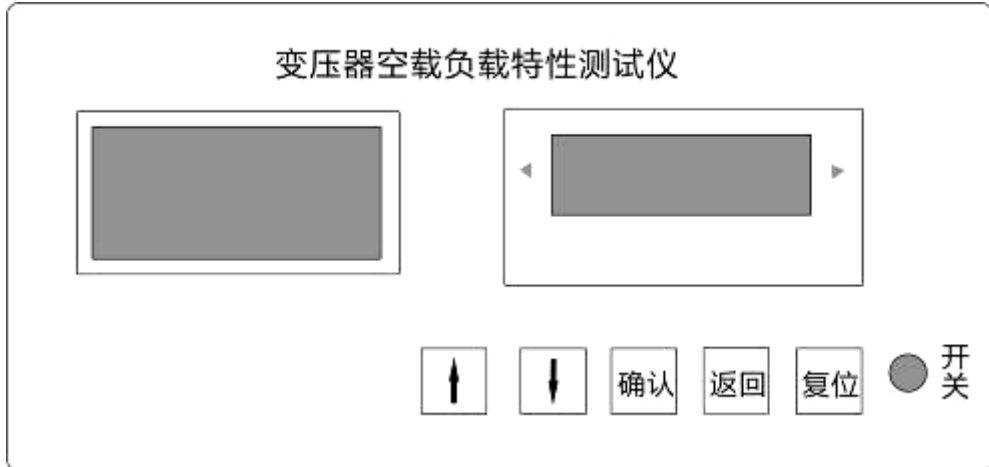 变压器空载负载特性测试仪
确认
返回
复位
开
关